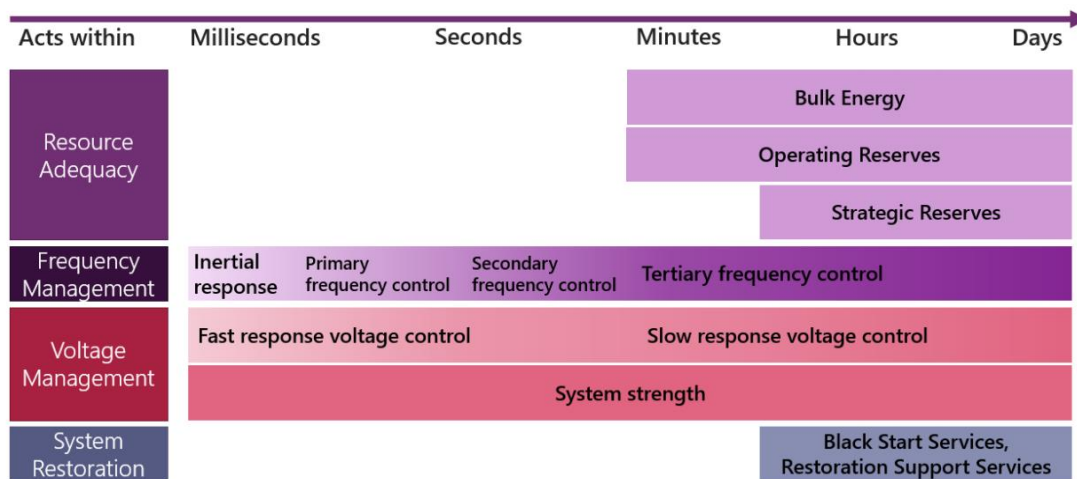 Acts within Milliseconds Seconds Minutes Hours Days
Resource
Adequacy
Bulk Energy
Operating Reserves
Strategic Reserves
Frequency
Management
Inertial
response
Primary
frequency control
Secondary
frequency control
Tertiary frequency control
Voltage
Management
Fast response voltage control
Slow response voltage control
System strength
System
Restoration
Black Start Services,
Restoration Support Services